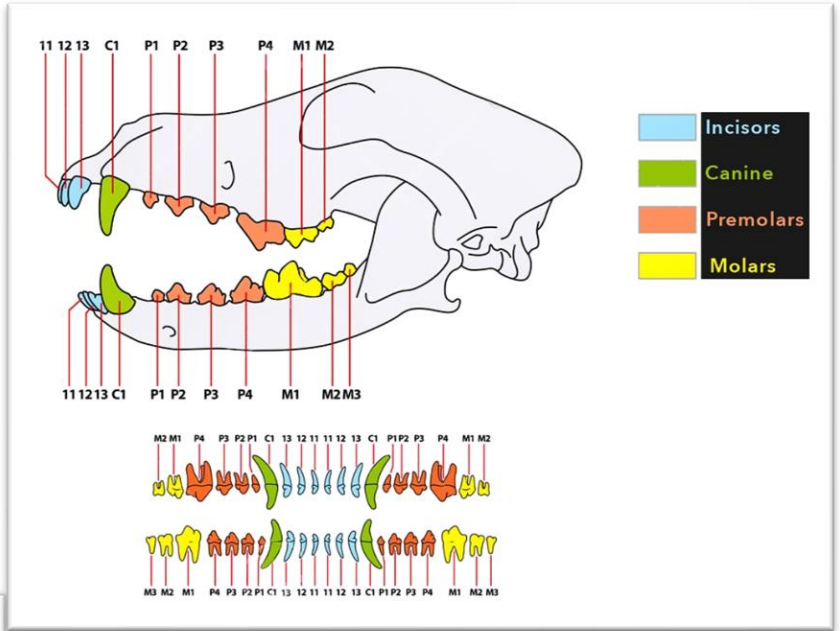 11 12 13 C1 P1 P2 P3 P4 M1 M2
Incisors
Canine
Premolars
Molars
11 12 13 C1 P1 P2 P3 P4 M1 M2 M3
M2 M1 P4 P3 P2 P1 C1 13 12 11 11 12 13 C1 P1 P2 P3 P4 M1 M2
M3 M2 M1 P4 P3 P2 P1 C1 13 12 11 11 12 13 C1 P1 P2 P3 P4 M1 M2 M3